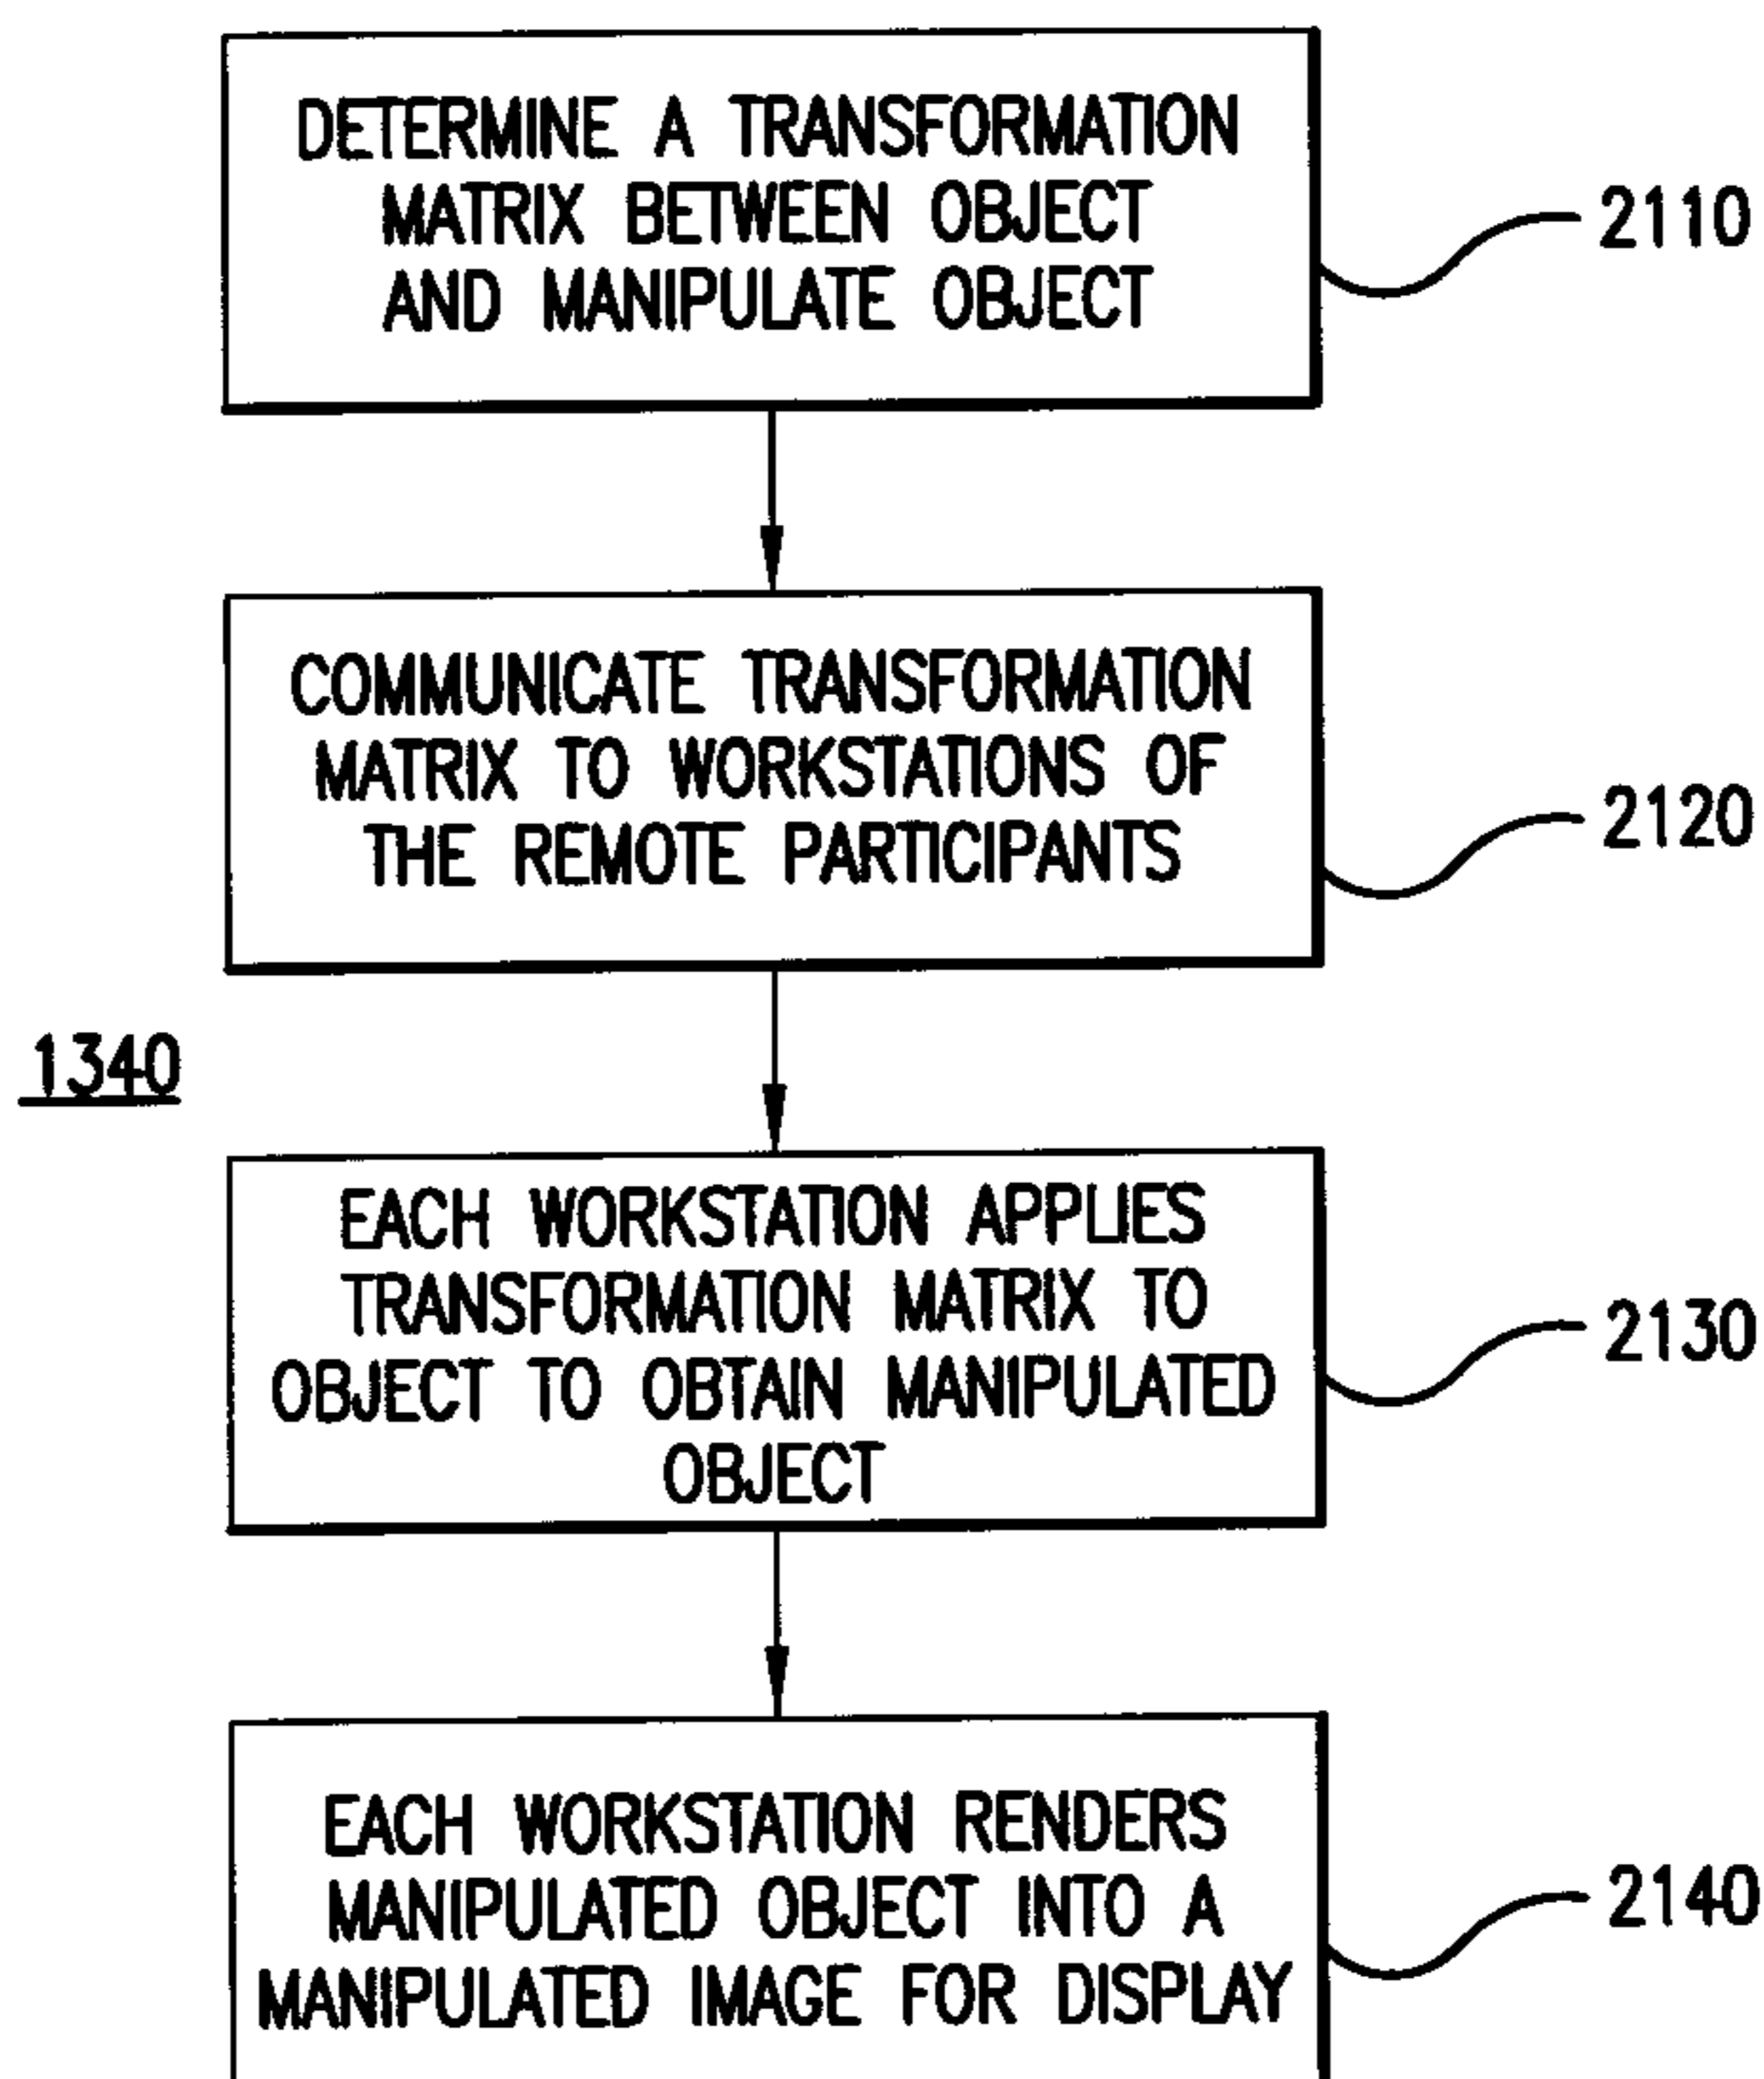 DETERMINE A TRANSFORMATION
MATRIX BETWEEN OBJECT
AND MANIPULATE OBJECT
2110
COMMUNICATE TRANSFORMATION
MATRIX TO WORKSTATIONS OF
THE REMOTE PARTICIPANTS
2120
1340
EACH WORKSTATION APPLIES
TRANSFORMATION MATRIX TO
OBJECT TO OBTAIN MANIPULATED
OBJECT
2130
EACH WORKSTATION RENDERS
MANIPULATED OBJECT INTO A
MANIPULATED IMAGE FOR DISPLAY
2140